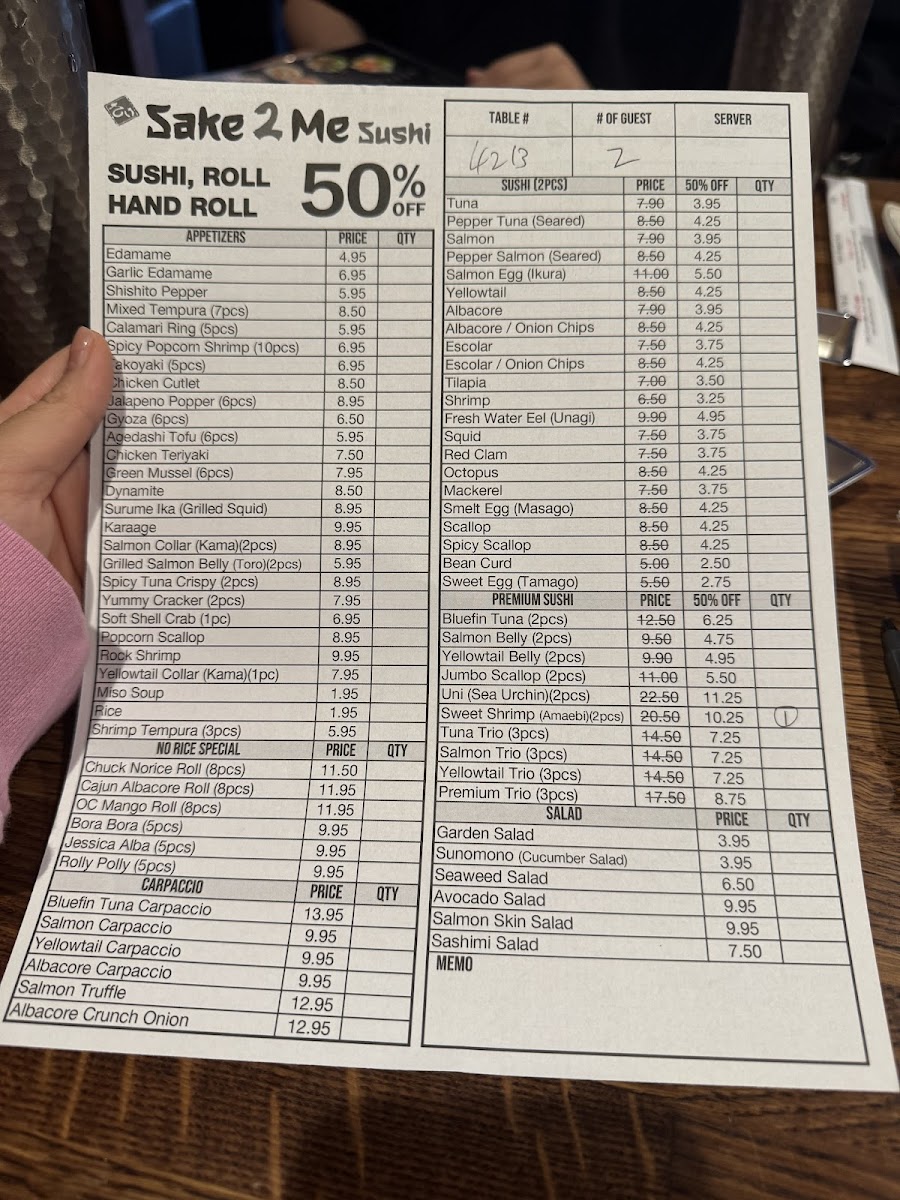 Sake 2 Me Sushi
SUSHI, ROLL
HAND ROLL
50% OFF
APPETIZERS PRICE QTY
Edamame 4.95
Garlic Edamame 6.95
Shishito Pepper 5.95
Mixed Tempura (7pcs) 8.50
Calamari Ring (5pcs) 5.95
Spicy Popcorn Shrimp (10pcs) 6.95
akoyaki (5pcs) 6.95
Chicken Cutlet 8.50
Jalapeno Popper (6pcs) 8.95
Gyoza (6pcs) 6.50
Agedashi Tofu (6pcs) 5.95
Chicken Teriyaki 7.50
Green Mussel (6pcs) 7.95
Dynamite 8.50
Surume Ika (Grilled Squid) 8.95
Karaage 9.95
Salmon Collar (Kama)(2pcs) 8.95
Grilled Salmon Belly (Toro)(2pcs) 5.95
Spicy Tuna Crispy (2pcs) 8.95
Yummy Cracker (2pcs) 7.95
Soft Shell Crab (1pc) 6.95
Popcorn Scallop 8.95
Rock Shrimp 9.95
Yellowtail Collar (Kama)(1pc) 7.95
Miso Soup 1.95
Rice 1.95
Shrimp Tempura (3pcs) 5.95
NO RICE SPECIAL PRICE QTY
Chuck Norice Roll (8pcs) 11.50
Cajun Albacore Roll (8pcs) 11.95
OC Mango Roll (8pcs) 11.95
Bora Bora (5pcs) 9.95
Jessica Alba (5pcs) 9.95
Rolly Polly (5pcs) 9.95
CARPACCIO PRICE QTY
Bluefin Tuna Carpaccio 13.95
Salmon Carpaccio 9.95
Yellowtail Carpaccio 9.95
Albacore Carpaccio 9.95
Salmon Truffle 12.95
Albacore Crunch Onion 12.95
TABLE # # OF GUEST SERVER
42B 2
SUSHI (2PCS) PRICE 50% OFF QTY
Tuna 7.90 3.95
Pepper Tuna (Seared) 8.50 4.25
Salmon 7.90 3.95
Pepper Salmon (Seared) 8.50 4.25
Salmon Egg (Ikura) 11.00 5.50
Yellowtail 8.50 4.25
Albacore 7.90 3.95
Albacore / Onion Chips 8.50 4.25
Escolar 7.50 3.75
Escolar / Onion Chips 8.50 4.25
Tilapia 7.00 3.50
Shrimp 6.50 3.25
Fresh Water Eel (Unagi) 9.90 4.95
Squid 7.50 3.75
Red Clam 7.50 3.75
Octopus 8.50 4.25
Mackerel 7.50 3.75
Smelt Egg (Masago) 8.50 4.25
Scallop 8.50 4.25
Spicy Scallop 8.50 4.25
Bean Curd 5.00 2.50
Sweet Egg (Tamago) 5.50 2.75
PREMIUM SUSHI PRICE 50% OFF QTY
Bluefin Tuna (2pcs) 12.50 6.25
Salmon Belly (2pcs) 9.50 4.75
Yellowtail Belly (2pcs) 9.90 4.95
Jumbo Scallop (2pcs) 11.00 5.50
Uni (Sea Urchin)(2pcs) 22.50 11.25
Sweet Shrimp (Amaebi)(2pcs) 20.50 10.25 1
Tuna Trio (3pcs) 14.50 7.25
Salmon Trio (3pcs) 14.50 7.25
Yellowtail Trio (3pcs) 14.50 7.25
Premium Trio (3pcs) 17.50 8.75
SALAD PRICE QTY
Garden Salad 3.95
Sunomono (Cucumber Salad) 3.95
Seaweed Salad 6.50
Avocado Salad 9.95
Salmon Skin Salad 9.95
Sashimi Salad 7.50
MEMO